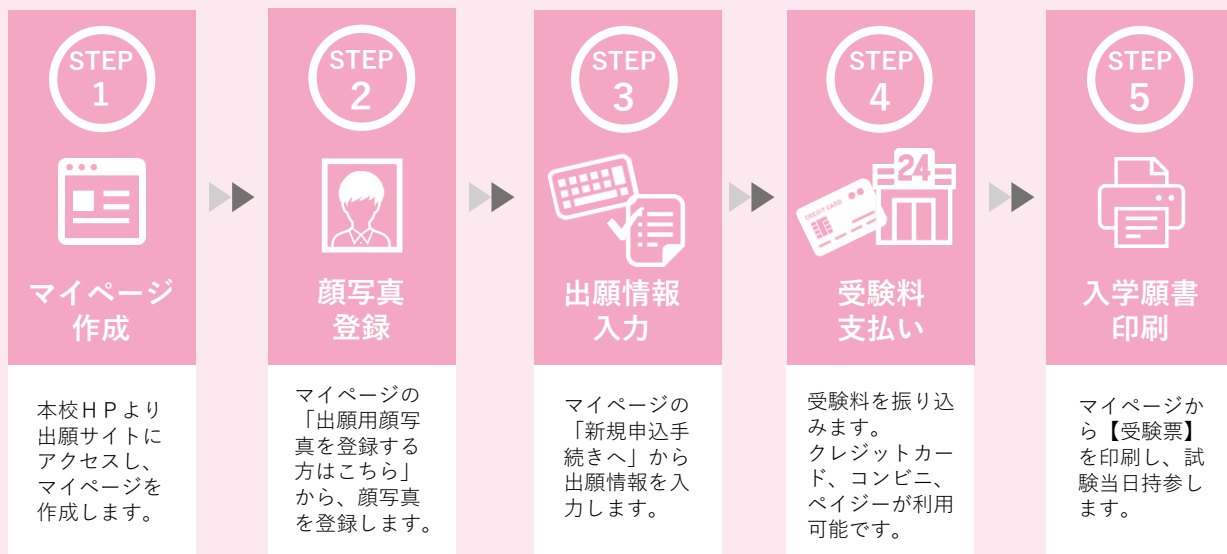 STEP
1
マイページ
作成
本校ＨＰより
出願サイトに
アクセスし、
マイページを
作成します。
STEP
2
顔写真
登録
マイページの
「出願用顔写
真を登録する
方はこちら」
から、顔写真
を登録します。
STEP
3
出願情報
入力
マイページの
「新規申込手
続きへ」から
出願情報を入
力します。
STEP
4
CREDIT CARD
24
受験料
支払い
受験料を振り込
みます。
クレジットカー
ド、コンビニ、
ペイジーが利用
可能です。
STEP
5
入学願書
印刷
マイページか
ら【受験票】
を印刷し、試
験当日持参し
ます。